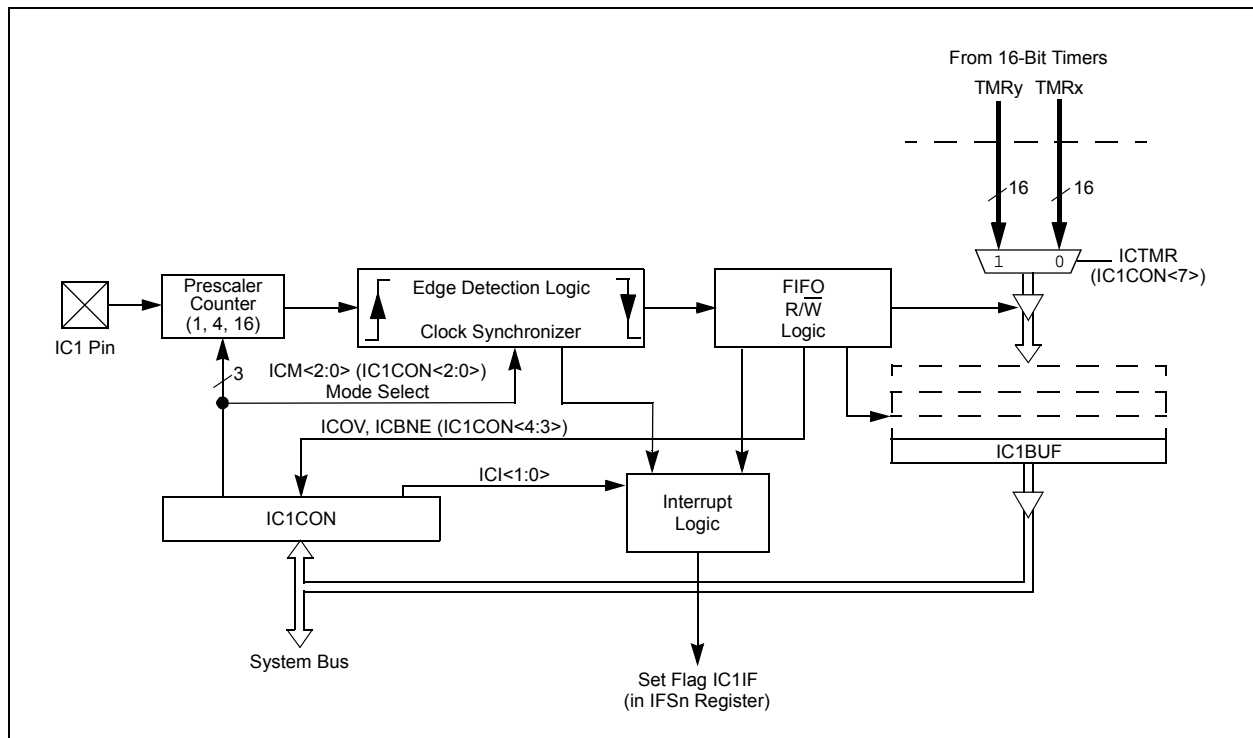 From 16-Bit Timers
TMRy TMRx
16 16
1 0
ICTMR
(IC1CON<7>)
IC1 Pin
Prescaler
Counter
(1, 4, 16)
Edge Detection Logic
Clock Synchronizer
FIFO
R/W̅
Logic
3
ICM<2:0> (IC1CON<2:0>)
Mode Select
ICOV, ICBNE (IC1CON<4:3>)
IC1BUF
ICI<1:0>
IC1CON
Interrupt
Logic
System Bus
Set Flag IC1IF
(in IFSn Register)